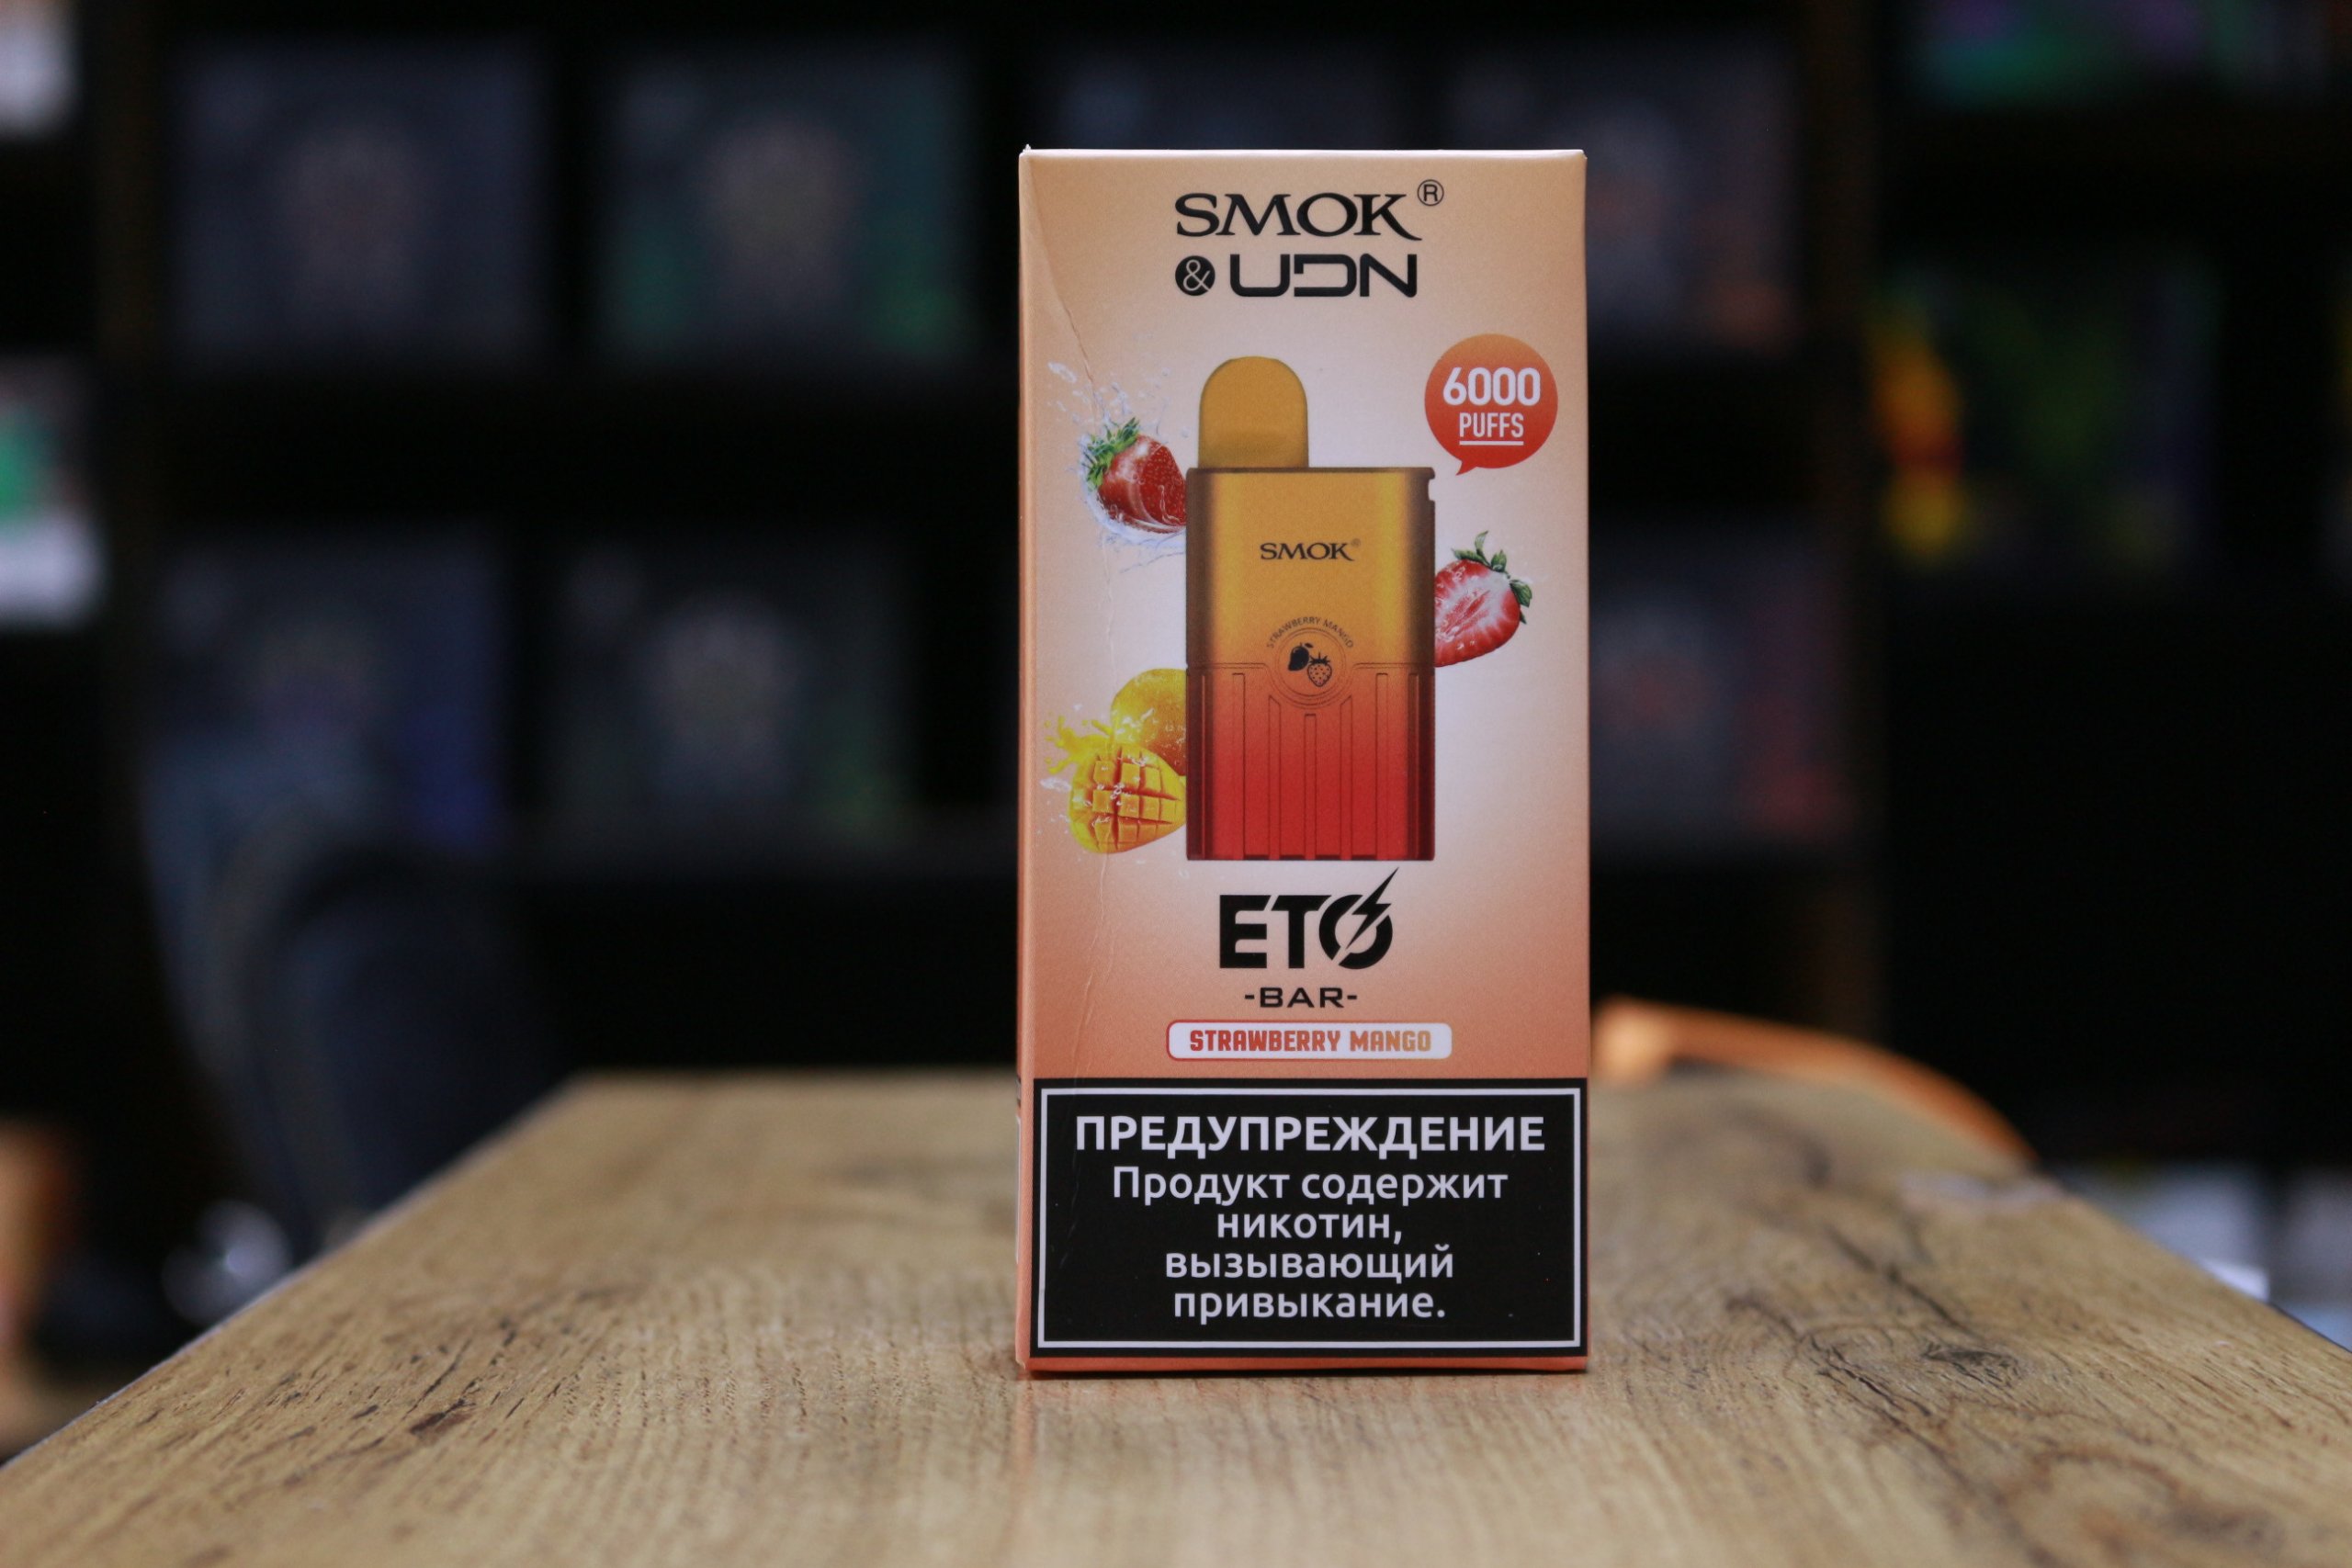 SMOK®
& UDN
6000
PUFFS
SMOK®
STRAWBERRY MANGO
ETO
-BAR-
STRAWBERRY MANGO
ПРЕДУПРЕЖДЕНИЕ
Продукт содержит
никотин,
вызывающий
привыкание.